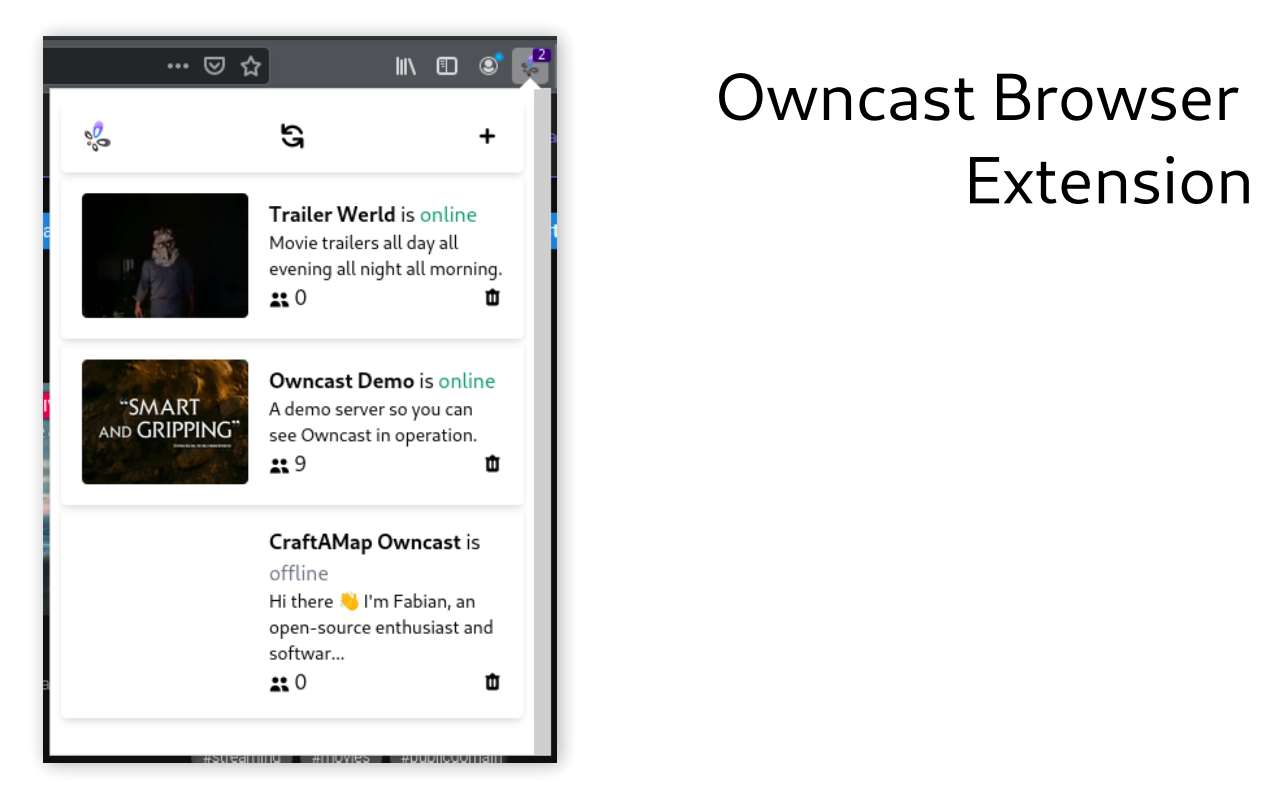 2
Owncast Browser
Extension
Trailer Werld is online
Movie trailers all day all
evening all night all morning.
0
Owncast Demo is online
A demo server so you can
see Owncast in operation.
9
“SMART
AND GRIPPING”
CraftAMap Owncast is
offline
Hi there 👋 I'm Fabian, an
open-source enthusiast and
softwar...
0
#streaming #movies #publicdomain